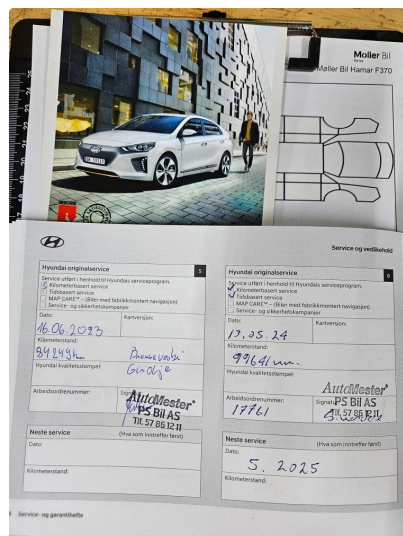 Moller Bil
Møller Bil Hamar F370
Service og vedlikehold
Hyundai originalservice 5
Service utført i henhold til Hyundais serviceprogram.
Kilometerbasert service
Tidsbasert service
MAP CARE™ – (Biler med fabrikkmontert navigasjon)
Service- og sikkerhetskampanjer
Dato: Kartversjon:
16.06.2023
Kilometerstand:
84249km
Hyundai kvalitetsstempel:
Arbeidsordrenummer:
AutoMester
PS Bil AS
Tlf. 57 86 12 11
Neste service (Hva som inntreffer først)
Dato:
Kilometerstand:
Hyundai originalservice 6
Service utført i henhold til Hyundais serviceprogram.
Kilometerbasert service
Tidsbasert service
MAP CARE™ – (Biler med fabrikkmontert navigasjon)
Service- og sikkerhetskampanjer
Dato: Kartversjon:
13.05.24
Kilometerstand:
99641
Hyundai kvalitetsstempel:
AutoMester
Arbeidsordrenummer:
PS Bil AS
17761 Tlf. 57 86 12 11
Neste service (Hva som inntreffer først)
Dato:
5. 2025
Kilometerstand:
Service- og garantihefte